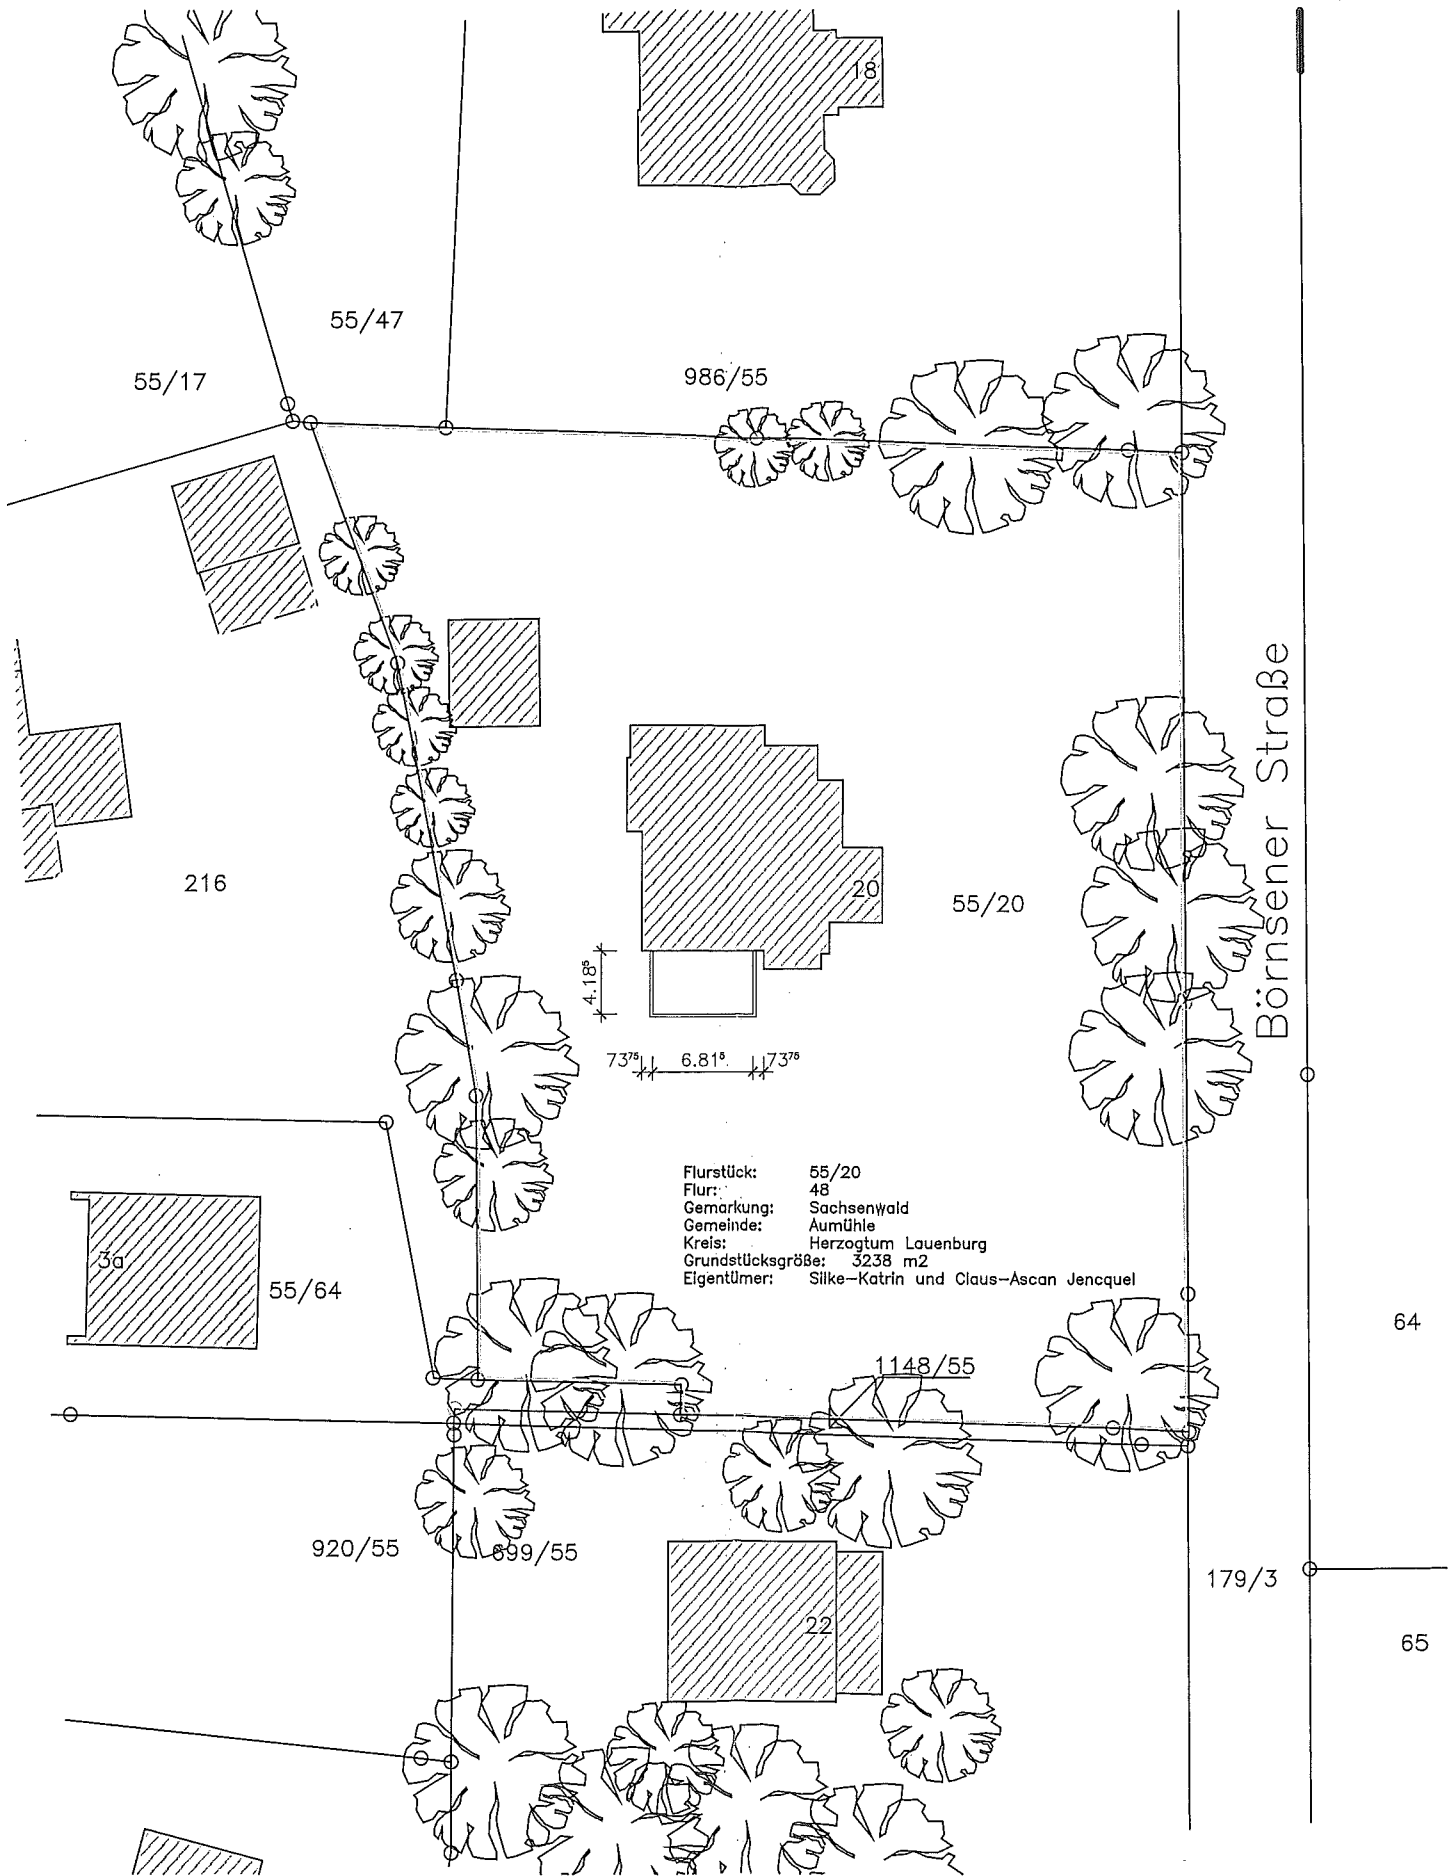 18
55/47
55/17
986/55
Börnsener Straße
216
20
55/20
4.18⁵
73⁷⁵
6.81⁵
73⁷⁵
Flurstück: 55/20
Flur: 48
Gemarkung: Sachsenwald
Gemeinde: Aumühle
Kreis: Herzogtum Lauenburg
Grundstücksgröße: 3238 m2
Eigentümer: Silke-Katrin und Claus-Ascan Jencquel
3a
55/64
64
1148/55
920/55
699/55
179/3
22
65